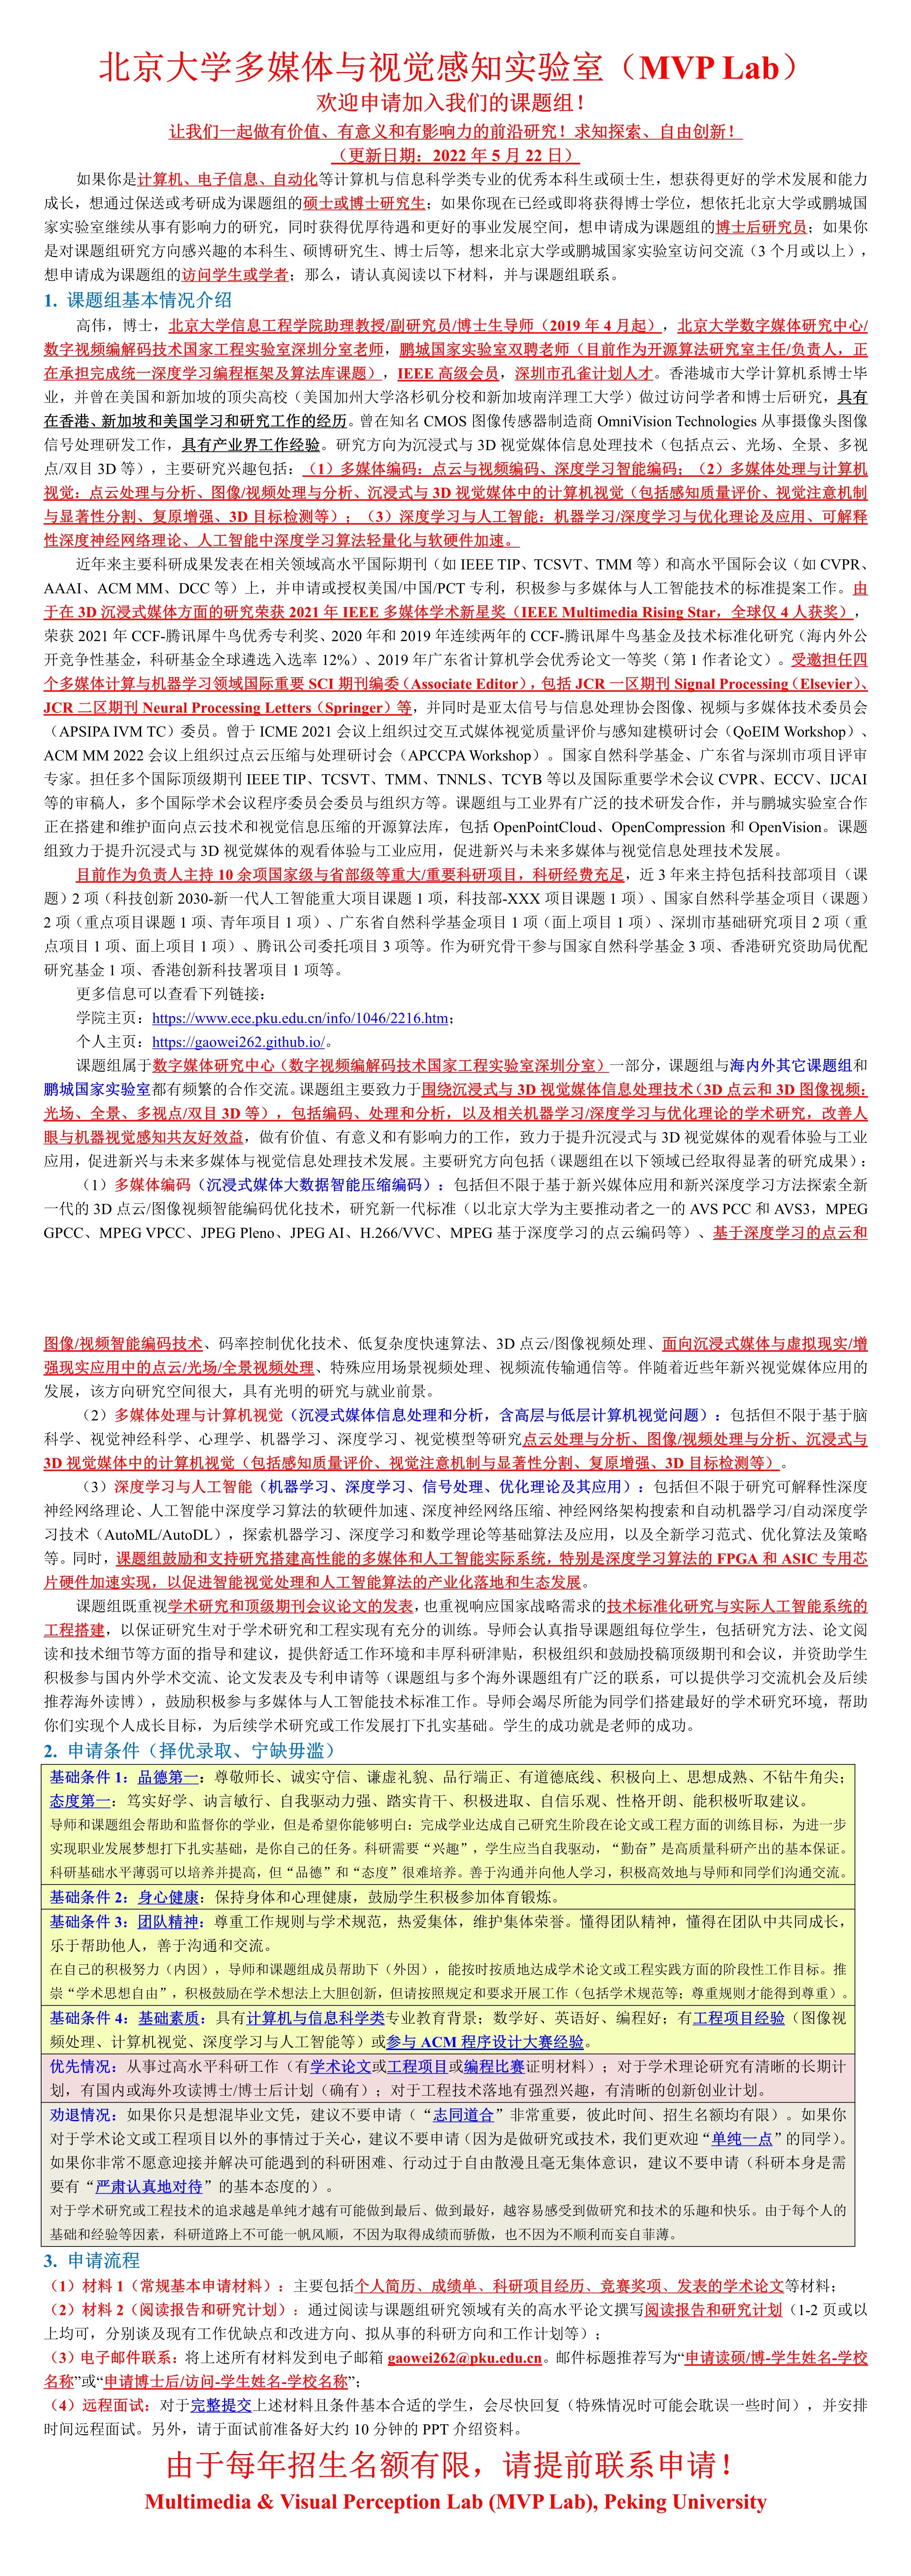 北京大学多媒体与视觉感知实验室（MVP Lab）
欢迎申请加入我们的课题组！
让我们一起做有价值、有意义和有影响力的前沿研究！求知探索、自由创新！
（更新日期：2022 年 5 月 22 日）
如果你是计算机、电子信息、自动化等计算机与信息科学类专业的优秀本科生或硕士生，想获得更好的学术发展和能力
成长，想通过保送或考研成为课题组的硕士或博士研究生；如果你现在已经或即将获得博士学位，想依托北京大学或鹏城国
家实验室继续从事有影响力的研究，同时获得优厚待遇和更好的事业发展空间，想申请成为课题组的博士后研究员；如果你
是对课题组研究方向感兴趣的本科生、硕博研究生、博士后等，想来北京大学或鹏城国家实验室访问交流（3 个月或以上），
想申请成为课题组的访问学生或学者；那么，请认真阅读以下材料，并与课题组联系。
1. 课题组基本情况介绍
高伟，博士，北京大学信息工程学院助理教授/副研究员/博士生导师（2019 年 4 月起），北京大学数字媒体研究中心/
数字视频编解码技术国家工程实验室深圳分室老师，鹏城国家实验室双聘老师（目前作为开源算法研究室主任/负责人，正
在承担完成统一深度学习编程框架及算法库课题），IEEE 高级会员，深圳市孔雀计划人才。香港城市大学计算机系博士毕
业，并曾在美国和新加坡的顶尖高校（美国加州大学洛杉矶分校和新加坡南洋理工大学）做过访问学者和博士后研究，具有
在香港、新加坡和美国学习和研究工作的经历。曾在知名 CMOS 图像传感器制造商 OmniVision Technologies 从事摄像头图像
信号处理研发工作，具有产业界工作经验。研究方向为沉浸式与 3D 视觉媒体信息处理技术（包括点云、光场、全景、多视
点/双目 3D 等），主要研究兴趣包括：（1）多媒体编码：点云与视频编码、深度学习智能编码；（2）多媒体处理与计算机
视觉：点云处理与分析、图像/视频处理与分析、沉浸式与 3D 视觉媒体中的计算机视觉（包括感知质量评价、视觉注意机制
与显著性分割、复原增强、3D 目标检测等）；（3）深度学习与人工智能：机器学习/深度学习与优化理论及应用、可解释
性深度神经网络理论、人工智能中深度学习算法轻量化与软硬件加速。
近年来主要科研成果发表在相关领域高水平国际期刊（如 IEEE TIP、TCSVT、TMM 等）和高水平国际会议（如 CVPR、
AAAI、ACM MM、DCC 等）上，并申请或授权美国/中国/PCT 专利，积极参与多媒体与人工智能技术的标准提案工作。由
于在 3D 沉浸式媒体方面的研究荣获 2021 年 IEEE 多媒体学术新星奖（IEEE Multimedia Rising Star，全球仅 4 人获奖），
荣获 2021 年 CCF-腾讯犀牛鸟优秀专利奖、2020 年和 2019 年连续两年的 CCF-腾讯犀牛鸟基金及技术标准化研究（海内外公
开竞争性基金，科研基金全球遴选入选率 12%）、2019 年广东省计算机学会优秀论文一等奖（第 1 作者论文）。受邀担任四
个多媒体计算与机器学习领域国际重要 SCI 期刊编委（Associate Editor），包括 JCR 一区期刊 Signal Processing（Elsevier）、
JCR 二区期刊 Neural Processing Letters（Springer）等，并同时是亚太信号与信息处理协会图像、视频与多媒体技术委员会
（APSIPA IVM TC）委员。曾于 ICME 2021 会议上组织过交互式媒体视觉质量评价与感知建模研讨会（QoEIM Workshop）、
ACM MM 2022 会议上组织过点云压缩与处理研讨会（APCCPA Workshop）。国家自然科学基金、广东省与深圳市项目评审
专家。担任多个国际顶级期刊 IEEE TIP、TCSVT、TMM、TNNLS、TCYB 等以及国际重要学术会议 CVPR、ECCV、IJCAI
等的审稿人，多个国际学术会议程序委员会委员与组织方等。课题组与工业界有广泛的技术研发合作，并与鹏城实验室合作
正在搭建和维护面向点云技术和视觉信息压缩的开源算法库，包括 OpenPointCloud、OpenCompression 和 OpenVision。课题
组致力于提升沉浸式与 3D 视觉媒体的观看体验与工业应用，促进新兴与未来多媒体与视觉信息处理技术发展。
目前作为负责人主持 10 余项国家级与省部级等重大/重要科研项目，科研经费充足，近 3 年来主持包括科技部项目（课
题）2 项（科技创新 2030-新一代人工智能重大项目课题 1 项，科技部-XXX 项目课题 1 项）、国家自然科学基金项目（课题）
2 项（重点项目课题 1 项、青年项目 1 项）、广东省自然科学基金项目 1 项（面上项目 1 项）、深圳市基础研究项目 2 项（重
点项目 1 项、面上项目 1 项）、腾讯公司委托项目 3 项等。作为研究骨干参与国家自然科学基金 3 项、香港研究资助局优配
研究基金 1 项、香港创新科技署项目 1 项等。
更多信息可以查看下列链接：
学院主页：https://www.ece.pku.edu.cn/info/1046/2216.htm；
个人主页：https://gaowei262.github.io/。
课题组属于数字媒体研究中心（数字视频编解码技术国家工程实验室深圳分室）一部分，课题组与海内外其它课题组和
鹏城国家实验室都有频繁的合作交流。课题组主要致力于围绕沉浸式与 3D 视觉媒体信息处理技术（3D 点云和 3D 图像视频：
光场、全景、多视点/双目 3D 等），包括编码、处理和分析，以及相关机器学习/深度学习与优化理论的学术研究，改善人
眼与机器视觉感知共友好效益，做有价值、有意义和有影响力的工作，致力于提升沉浸式与 3D 视觉媒体的观看体验与工业
应用，促进新兴与未来多媒体与视觉信息处理技术发展。主要研究方向包括（课题组在以下领域已经取得显著的研究成果）：
（1）多媒体编码（沉浸式媒体大数据智能压缩编码）：包括但不限于基于新兴媒体应用和新兴深度学习方法探索全新
一代的 3D 点云/图像视频智能编码优化技术，研究新一代标准（以北京大学为主要推动者之一的 AVS PCC 和 AVS3，MPEG
GPCC、MPEG VPCC、JPEG Pleno、JPEG AI、H.266/VVC、MPEG 基于深度学习的点云编码等）、基于深度学习的点云和
图像/视频智能编码技术、码率控制优化技术、低复杂度快速算法、3D 点云/图像视频处理、面向沉浸式媒体与虚拟现实/增
强现实应用中的点云/光场/全景视频处理、特殊应用场景视频处理、视频流传输通信等。伴随着近些年新兴视觉媒体应用的
发展，该方向研究空间很大，具有光明的研究与就业前景。
（2）多媒体处理与计算机视觉（沉浸式媒体信息处理和分析，含高层与低层计算机视觉问题）：包括但不限于基于脑
科学、视觉神经科学、心理学、机器学习、深度学习、视觉模型等研究点云处理与分析、图像/视频处理与分析、沉浸式与
3D 视觉媒体中的计算机视觉（包括感知质量评价、视觉注意机制与显著性分割、复原增强、3D 目标检测等）。
（3）深度学习与人工智能（机器学习、深度学习、信号处理、优化理论及其应用）：包括但不限于研究可解释性深度
神经网络理论、人工智能中深度学习算法的软硬件加速、深度神经网络压缩、神经网络架构搜索和自动机器学习/自动深度学
习技术（AutoML/AutoDL），探索机器学习、深度学习和数学理论等基础算法及应用，以及全新学习范式、优化算法及策略
等。同时，课题组鼓励和支持研究搭建高性能的多媒体和人工智能实际系统，特别是深度学习算法的 FPGA 和 ASIC 专用芯
片硬件加速实现，以促进智能视觉处理和人工智能算法的产业化落地和生态发展。
课题组既重视学术研究和顶级期刊会议论文的发表，也重视响应国家战略需求的技术标准化研究与实际人工智能系统的
工程搭建，以保证研究生对于学术研究和工程实现有充分的训练。导师会认真指导课题组每位学生，包括研究方法、论文阅
读和技术细节等方面的指导和建议，提供舒适工作环境和丰厚科研津贴，积极组织和鼓励投稿顶级期刊和会议，并资助学生
积极参与国内外学术交流、论文发表及专利申请等（课题组与多个海外课题组有广泛的联系，可以提供学习交流机会及后续
推荐海外读博），鼓励积极参与多媒体与人工智能技术标准工作。导师会竭尽所能为同学们搭建最好的学术研究环境，帮助
你们实现个人成长目标，为后续学术研究或工作发展打下扎实基础。学生的成功就是老师的成功。
2. 申请条件（择优录取、宁缺毋滥）
基础条件 1：品德第一：尊敬师长、诚实守信、谦虚礼貌、品行端正、有道德底线、积极向上、思想成熟、不钻牛角尖；
态度第一：笃实好学、讷言敏行、自我驱动力强、踏实肯干、积极进取、自信乐观、性格开朗、能积极听取建议。
导师和课题组会帮助和监督你的学业，但是希望你能够明白：完成学业达成自己研究生阶段在论文或工程方面的训练目标，为进一步
实现职业发展梦想打下扎实基础，是你自己的任务。科研需要“兴趣”，学生应当自我驱动，“勤奋”是高质量科研产出的基本保证。
科研基础水平薄弱可以培养并提高，但“品德”和“态度”很难培养。善于沟通并向他人学习，积极高效地与导师和同学们沟通交流。
基础条件 2：身心健康：保持身体和心理健康，鼓励学生积极参加体育锻炼。
基础条件 3：团队精神：尊重工作规则与学术规范，热爱集体，维护集体荣誉。懂得团队精神，懂得在团队中共同成长，
乐于帮助他人，善于沟通和交流。
在自己的积极努力（内因），导师和课题组成员帮助下（外因），能按时按质地达成学术论文或工程实践方面的阶段性工作目标。推
崇“学术思想自由”，积极鼓励在学术想法上大胆创新，但请按照规定和要求开展工作（包括学术规范等；尊重规则才能得到尊重）。
基础条件 4：基础素质：具有计算机与信息科学类专业教育背景；数学好、英语好、编程好；有工程项目经验（图像视
频处理、计算机视觉、深度学习与人工智能等）或参与 ACM 程序设计大赛经验。
优先情况：从事过高水平科研工作（有学术论文或工程项目或编程比赛证明材料）；对于学术理论研究有清晰的长期计
划，有国内或海外攻读博士/博士后计划（确有）；对于工程技术落地有强烈兴趣，有清晰的创新创业计划。
劝退情况：如果你只是想混毕业文凭，建议不要申请（“志同道合”非常重要，彼此时间、招生名额均有限）。如果你
对于学术论文或工程项目以外的事情过于关心，建议不要申请（因为是做研究或技术，我们更欢迎“单纯一点”的同学）。
如果你非常不愿意迎接并解决可能遇到的科研困难、行动过于自由散漫且毫无集体意识，建议不要申请（科研本身是需
要有“严肃认真地对待”的基本态度的）。
对于学术研究或工程技术的追求越是单纯才越有可能做到最后、做到最好，越容易感受到做研究和技术的乐趣和快乐。由于每个人的
基础和经验等因素，科研道路上不可能一帆风顺，不因为取得成绩而骄傲，也不因为不顺利而妄自菲薄。
3. 申请流程
（1）材料 1（常规基本申请材料）：主要包括个人简历、成绩单、科研项目经历、竞赛奖项、发表的学术论文等材料；
（2）材料 2（阅读报告和研究计划）：通过阅读与课题组研究领域有关的高水平论文撰写阅读报告和研究计划（1-2 页或以
上均可，分别谈及现有工作优缺点和改进方向、拟从事的科研方向和工作计划等）；
（3）电子邮件联系：将上述所有材料发到电子邮箱 gaowei262@pku.edu.cn。邮件标题推荐写为“申请读硕/博-学生姓名-学校
名称”或“申请博士后/访问-学生姓名-学校名称”；
（4）远程面试：对于完整提交上述材料且条件基本合适的学生，会尽快回复（特殊情况时可能会耽误一些时间），并安排
时间远程面试。另外，请于面试前准备好大约 10 分钟的 PPT 介绍资料。
由于每年招生名额有限，请提前联系申请！
Multimedia & Visual Perception Lab (MVP Lab), Peking University